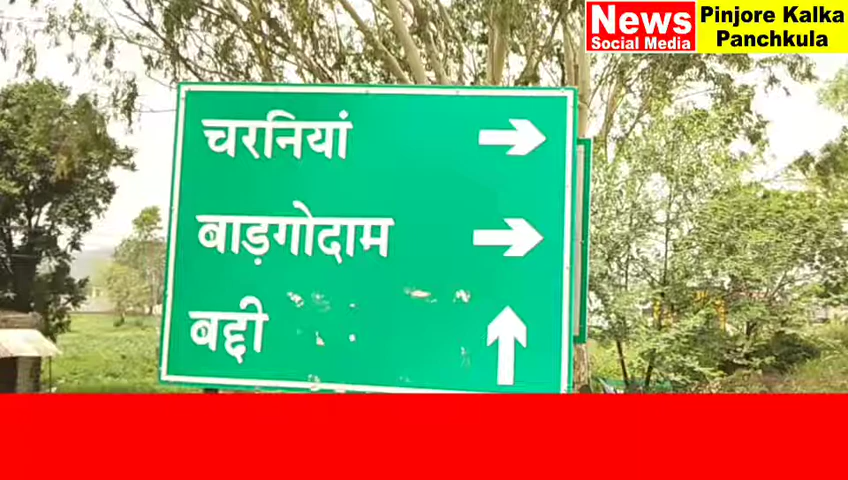 News
Social Media
Pinjore Kalka
Panchkula
चरनियां
बाड़गोदाम
बद्दी